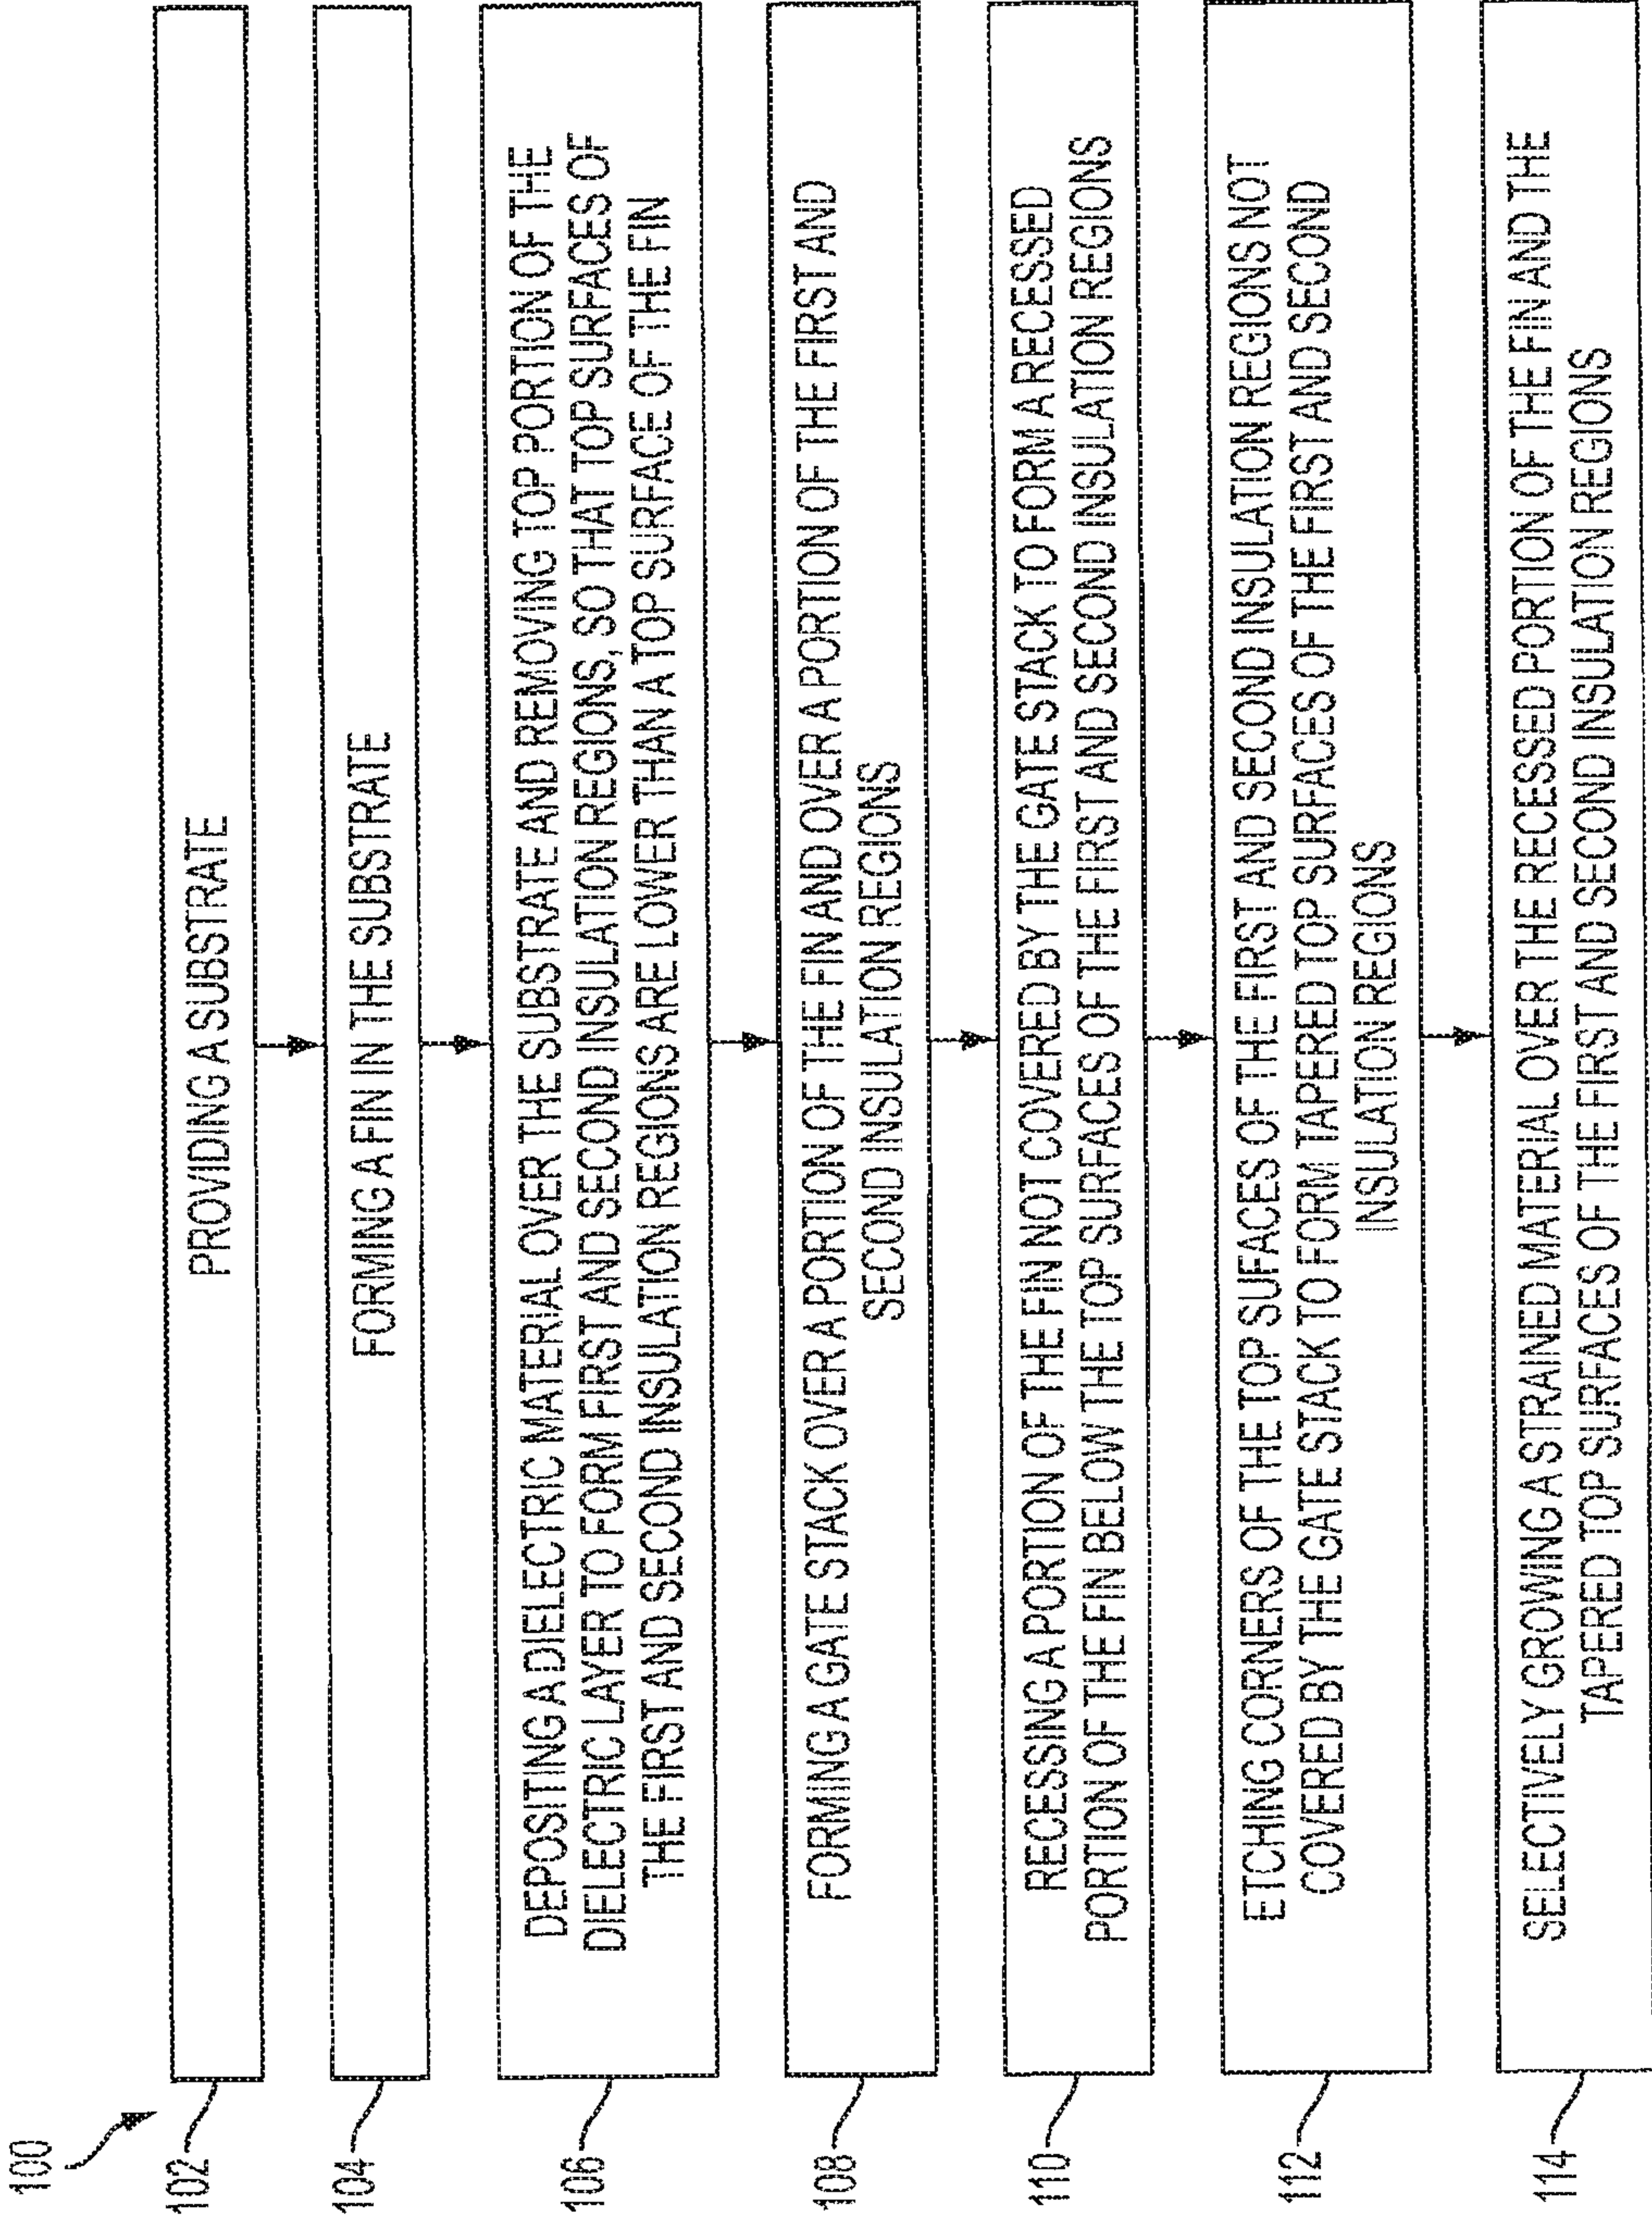 100
102
PROVIDING A SUBSTRATE
104
FORMING A FIN IN THE SUBSTRATE
106
DEPOSITING A DIELECTRIC MATERIAL OVER THE SUBSTRATE AND REMOVING TOP PORTION OF THE
DIELECTRIC LAYER TO FORM FIRST AND SECOND INSULATION REGIONS, SO THAT TOP SURFACES OF
THE FIRST AND SECOND INSULATION REGIONS ARE LOWER THAN A TOP SURFACE OF THE FIN
108
FORMING A GATE STACK OVER A PORTION OF THE FIN AND OVER A PORTION OF THE FIRST AND
SECOND INSULATION REGIONS
110
RECESSING A PORTION OF THE FIN NOT COVERED BY THE GATE STACK TO FORM A RECESSED
PORTION OF THE FIN BELOW THE TOP SURFACES OF THE FIRST AND SECOND INSULATION REGIONS
112
ETCHING CORNERS OF THE TOP SUFACES OF THE FIRST AND SECOND INSULATION REGIONS NOT
COVERED BY THE GATE STACK TO FORM TAPERED TOP SURFACES OF THE FIRST AND SECOND
INSULATION REGIONS
114
SELECTIVELY GROWING A STRAINED MATERIAL OVER THE RECESSED PORTION OF THE FIN AND THE
TAPERED TOP SURFACES OF THE FIRST AND SECOND INSULATION REGIONS